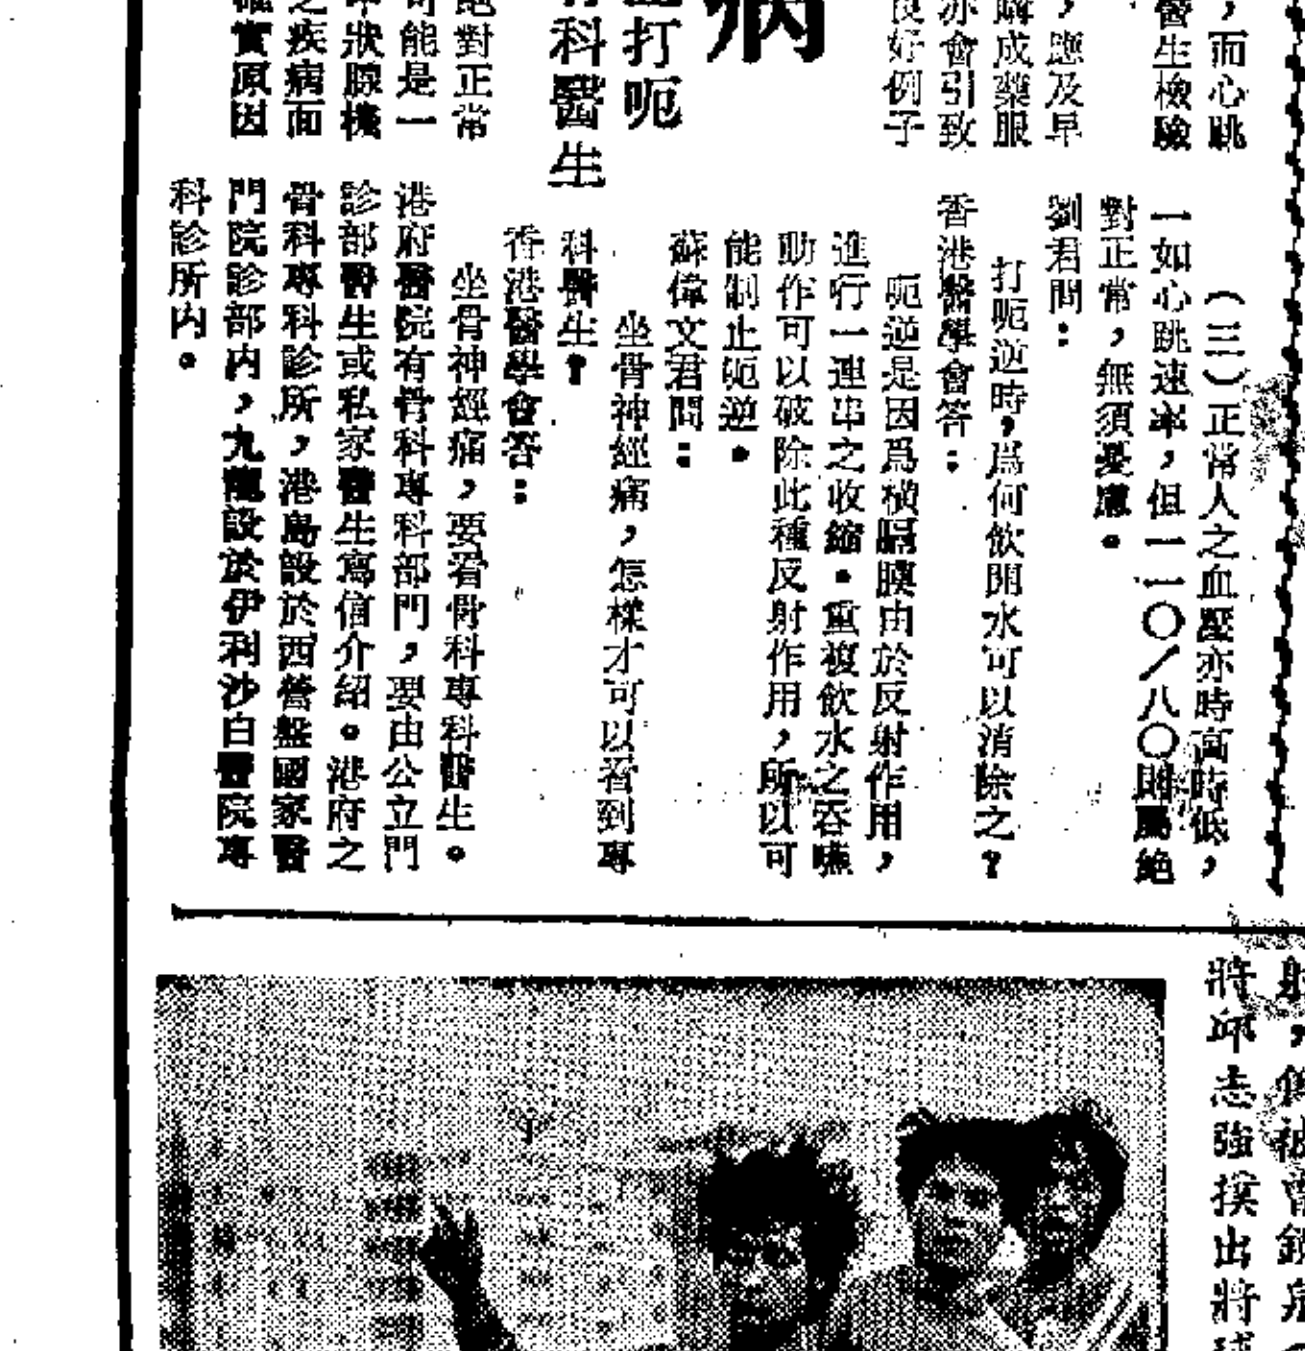 病
打呃
科醫生
，而心跳
醫生檢驗
，應及早
成藥服
亦會引致
良好例子
絕對正常
可能是一
狀腺機
之疾病面
確實原因
（三）正常人之血壓亦時高時低，
一如心跳速率，但一二〇／八〇則屬絕
對正常，無須憂慮。
劉君問：
打呃逆時，爲何飲開水可以消除之？
香港醫學會答：
呃逆是因爲橫膈膜由於反射作用，
進行一連串之收縮。重複飲水之吞嚥
動作可以破除此種反射作用，所以可
能制止呃逆。
蘇偉文君問：
坐骨神經痛，怎樣才可以看到專
科醫生？
香港醫學會答：
坐骨神經痛，要看骨科專科醫生。
港府醫院有骨科專科部門，要由公立門
診部醫生或私家醫生寫信介紹。港府之
骨科專科診所，港島設於西營盤國家醫
門院診部內，九龍設於伊利沙白醫院專
科診所內。
將邱志強撲出將